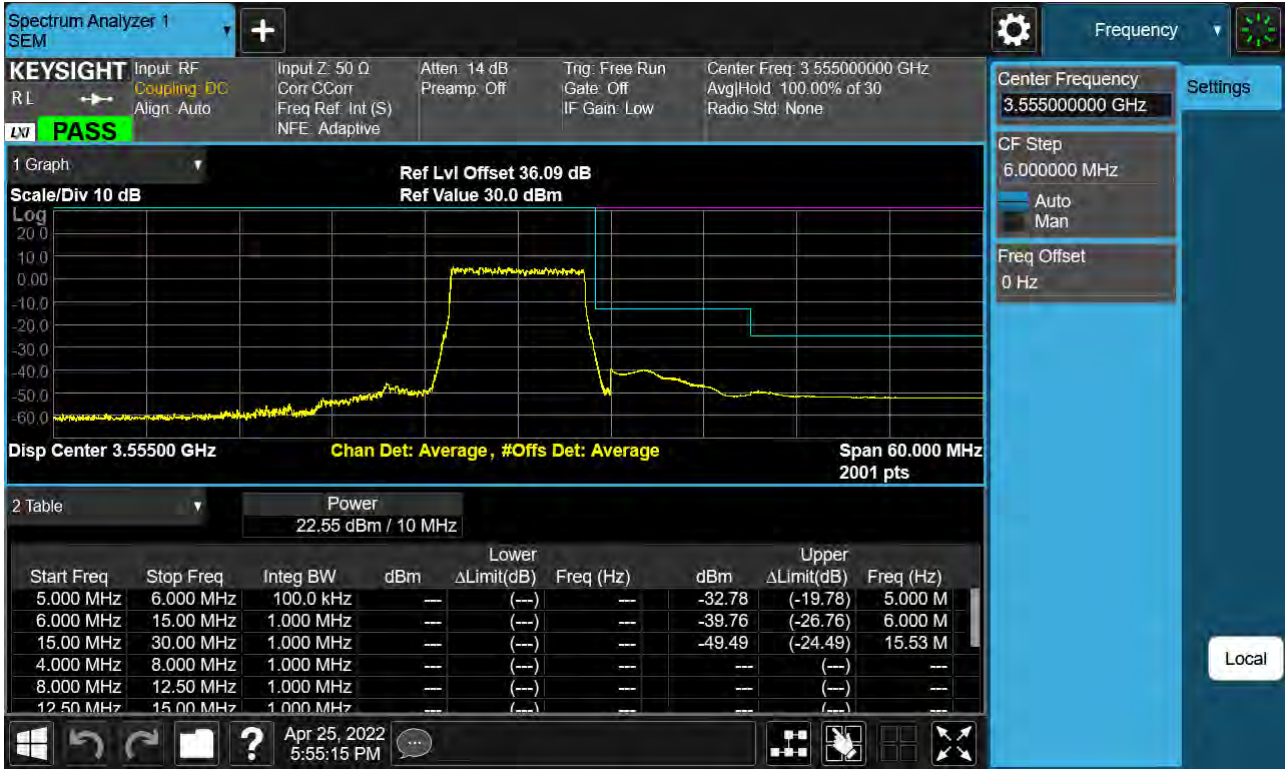 Spectrum Analyzer 1
SEM
Frequency
KEYSIGHT
R L
LXI
PASS
Input: RF
Coupling: DC
Align: Auto
Input Z: 50 Ω
Corr CCorr
Freq Ref: Int (S)
NFE: Adaptive
Atten: 14 dB
Preamp: Off
Trig: Free Run
Gate: Off
IF Gain: Low
Center Freq: 3.555000000 GHz
Avg|Hold: 100.00% of 30
Radio Std: None
Center Frequency
3.555000000 GHz
Settings
CF Step
6.000000 MHz
Auto
Man
Freq Offset
0 Hz
Local
1 Graph
Scale/Div 10 dB
Ref Lvl Offset 36.09 dB
Ref Value 30.0 dBm
Log
20.0
10.0
0.00
-10.0
-20.0
-30.0
-40.0
-50.0
-60.0
Disp Center 3.55500 GHz
Chan Det: Average, #Offs Det: Average
Span 60.000 MHz
2001 pts
2 Table
Power
22.55 dBm / 10 MHz
Lower Upper
Start Freq Stop Freq Integ BW dBm ΔLimit(dB) Freq (Hz) dBm ΔLimit(dB) Freq (Hz)
5.000 MHz 6.000 MHz 100.0 kHz --- (---) --- -32.78 (-19.78) 5.000 M
6.000 MHz 15.00 MHz 1.000 MHz --- (---) --- -39.76 (-26.76) 6.000 M
15.00 MHz 30.00 MHz 1.000 MHz --- (---) --- -49.49 (-24.49) 15.53 M
4.000 MHz 8.000 MHz 1.000 MHz --- (---) --- --- (---) ---
8.000 MHz 12.50 MHz 1.000 MHz --- (---) --- --- (---) ---
12.50 MHz 15.00 MHz 1.000 MHz --- (---) --- --- (---) ---
?
Apr 25, 2022
5:55:15 PM